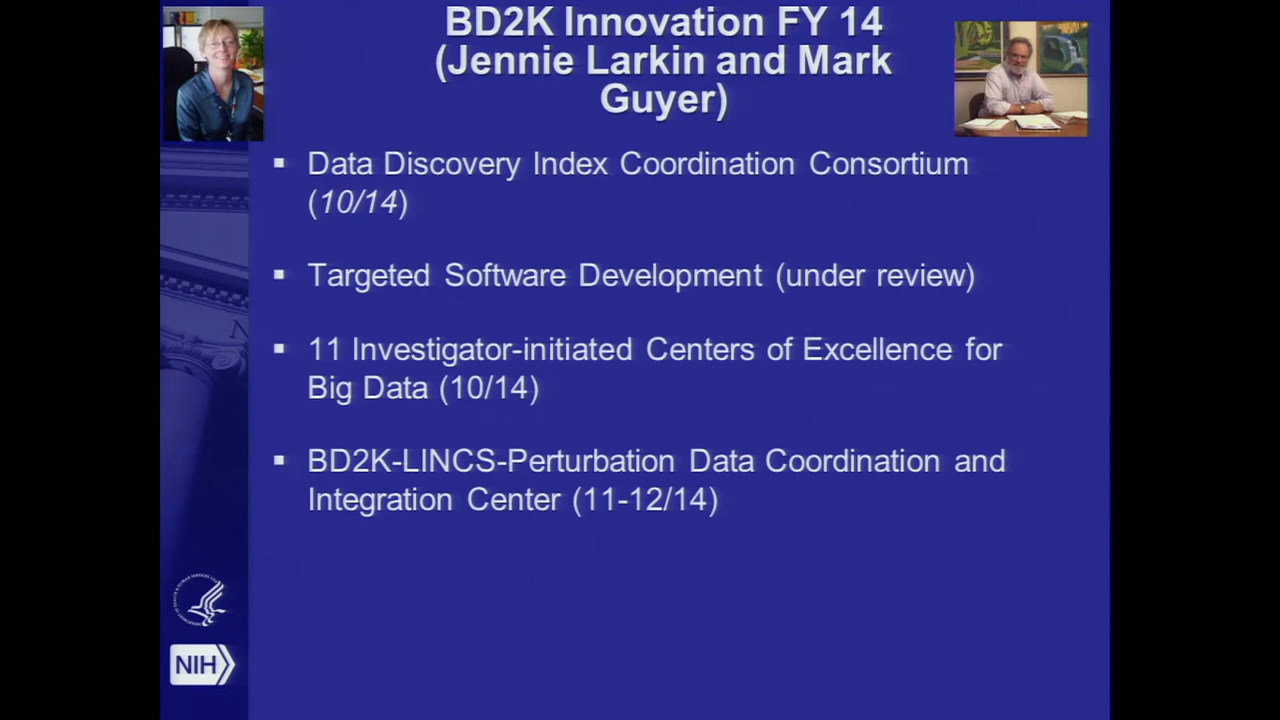 BD2K Innovation FY 14
(Jennie Larkin and Mark
Guyer)
▪ Data Discovery Index Coordination Consortium
(10/14)
▪ Targeted Software Development (under review)
▪ 11 Investigator-initiated Centers of Excellence for
Big Data (10/14)
▪ BD2K-LINCS-Perturbation Data Coordination and
Integration Center (11-12/14)
NIH